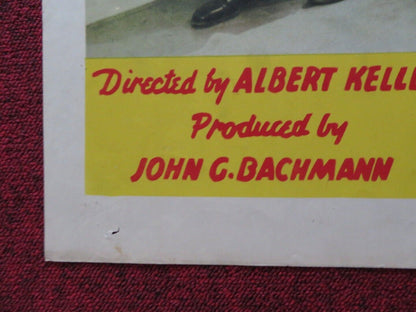 Directed by ALBERT KELL
Produced by
JOHN G. BACHMANN